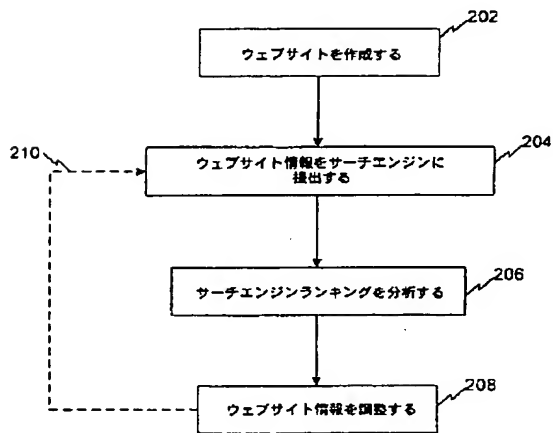 202
ウェブサイトを作成する
204
ウェブサイト情報をサーチエンジンに
提出する
210
206
サーチエンジンランキングを分析する
208
ウェブサイト情報を調整する